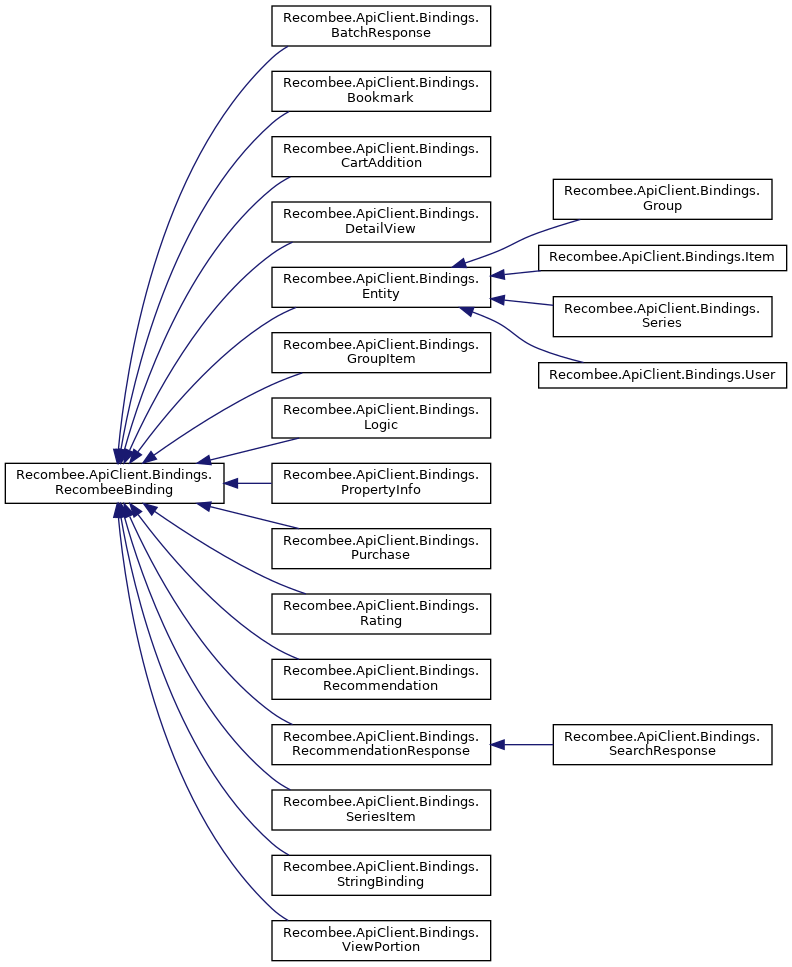 Recombee.ApiClient.Bindings.
RecombeeBinding
Recombee.ApiClient.Bindings.
BatchResponse
Recombee.ApiClient.Bindings.
Bookmark
Recombee.ApiClient.Bindings.
CartAddition
Recombee.ApiClient.Bindings.
DetailView
Recombee.ApiClient.Bindings.
Entity
Recombee.ApiClient.Bindings.
GroupItem
Recombee.ApiClient.Bindings.
Logic
Recombee.ApiClient.Bindings.
PropertyInfo
Recombee.ApiClient.Bindings.
Purchase
Recombee.ApiClient.Bindings.
Rating
Recombee.ApiClient.Bindings.
Recommendation
Recombee.ApiClient.Bindings.
RecommendationResponse
Recombee.ApiClient.Bindings.
SeriesItem
Recombee.ApiClient.Bindings.
StringBinding
Recombee.ApiClient.Bindings.
ViewPortion
Recombee.ApiClient.Bindings.
Group
Recombee.ApiClient.Bindings.Item
Recombee.ApiClient.Bindings.
Series
Recombee.ApiClient.Bindings.User
Recombee.ApiClient.Bindings.
SearchResponse